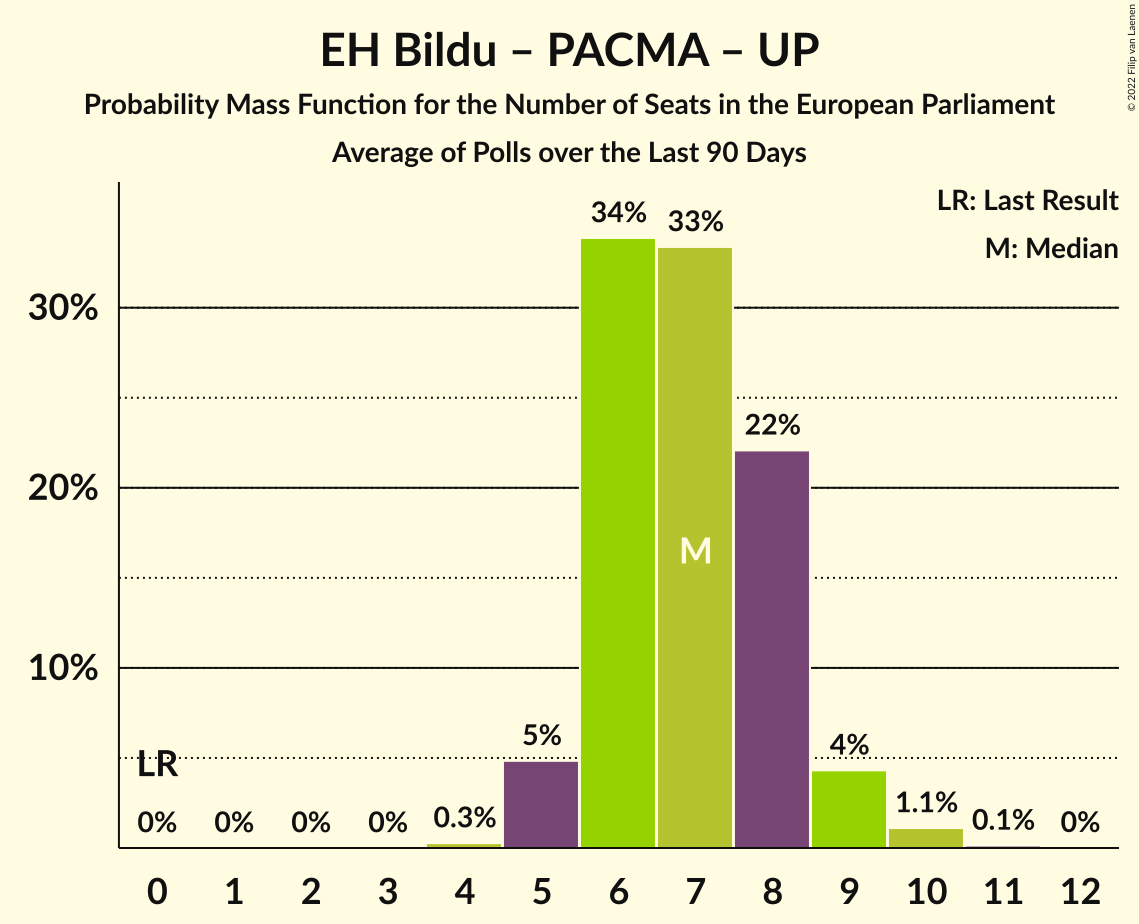 EH Bildu – PACMA – UP
Probability Mass Function for the Number of Seats in the European Parliament
Average of Polls over the Last 90 Days
© 2022 Filip van Laenen
LR: Last Result
M: Median
34%
33%
30%
22%
20%
M
10%
5%
4%
LR
1.1%
0% 0% 0% 0% 0.3% 0.1% 0%
0 1 2 3 4 5 6 7 8 9 10 11 12